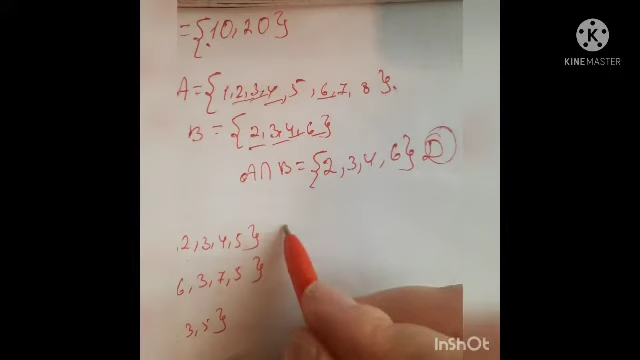 ={10,20}
A={1,2,3,4,5,6,7,8}.
B={2,3,4,6}
A∩B={2,3,4,6} D
,2,3,4,5}
6,3,7,5}
3,5}
KINEMASTER
InShOt